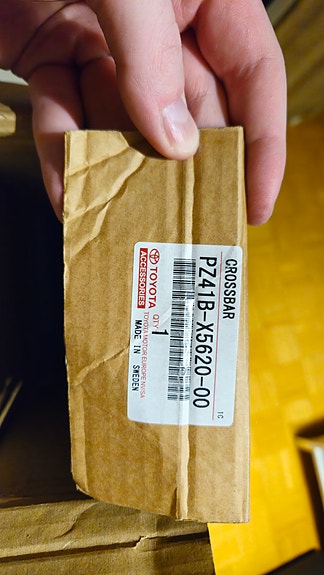 CROSSBAR
PZ41B-X5620-00
1C
TOYOTA
ACCESSORIES
QTY
1
TOYOTA MOTOR EUROPE NV/SA
MADE IN SWEDEN